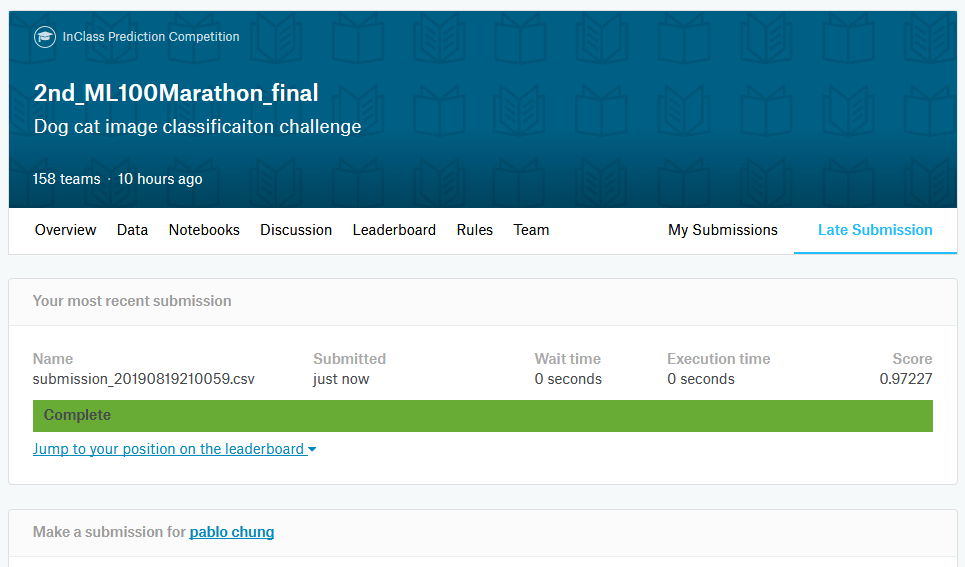 InClass Prediction Competition
2nd_ML100Marathon_final
Dog cat image classificaiton challenge
158 teams · 10 hours ago
Overview Data Notebooks Discussion Leaderboard Rules Team My Submissions Late Submission
Your most recent submission
Name Submitted Wait time Execution time Score
submission_20190819210059.csv just now 0 seconds 0 seconds 0.97227
Complete
Jump to your position on the leaderboard
Make a submission for pablo chung